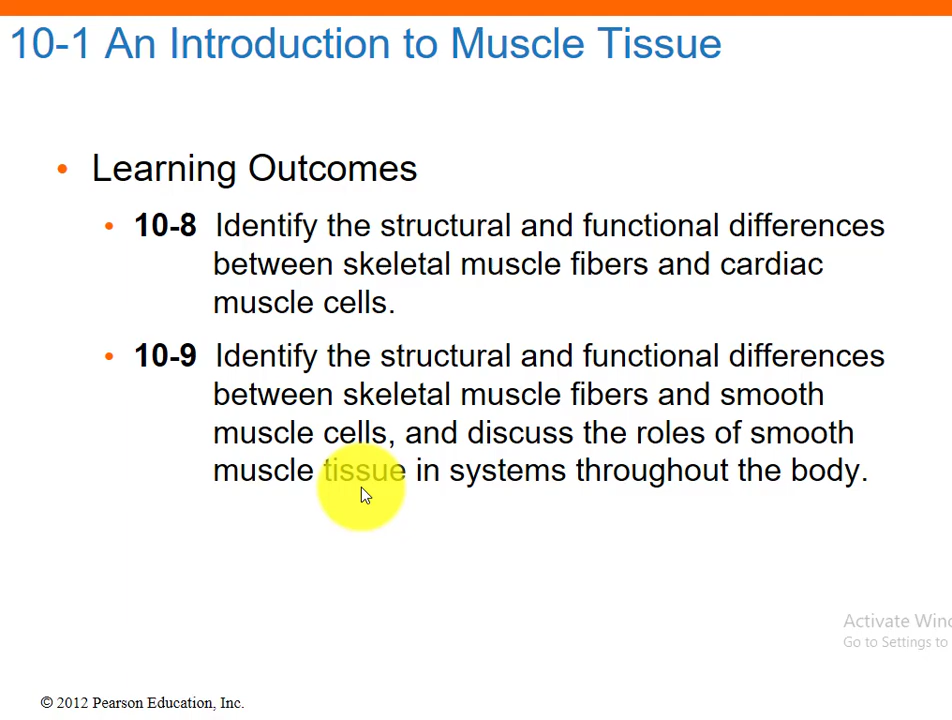 10-1 An Introduction to Muscle Tissue
• Learning Outcomes
• 10-8 Identify the structural and functional differences
between skeletal muscle fibers and cardiac
muscle cells.
• 10-9 Identify the structural and functional differences
between skeletal muscle fibers and smooth
muscle cells, and discuss the roles of smooth
muscle tissue in systems throughout the body.
Activate Win
Go to Settings to
© 2012 Pearson Education, Inc.